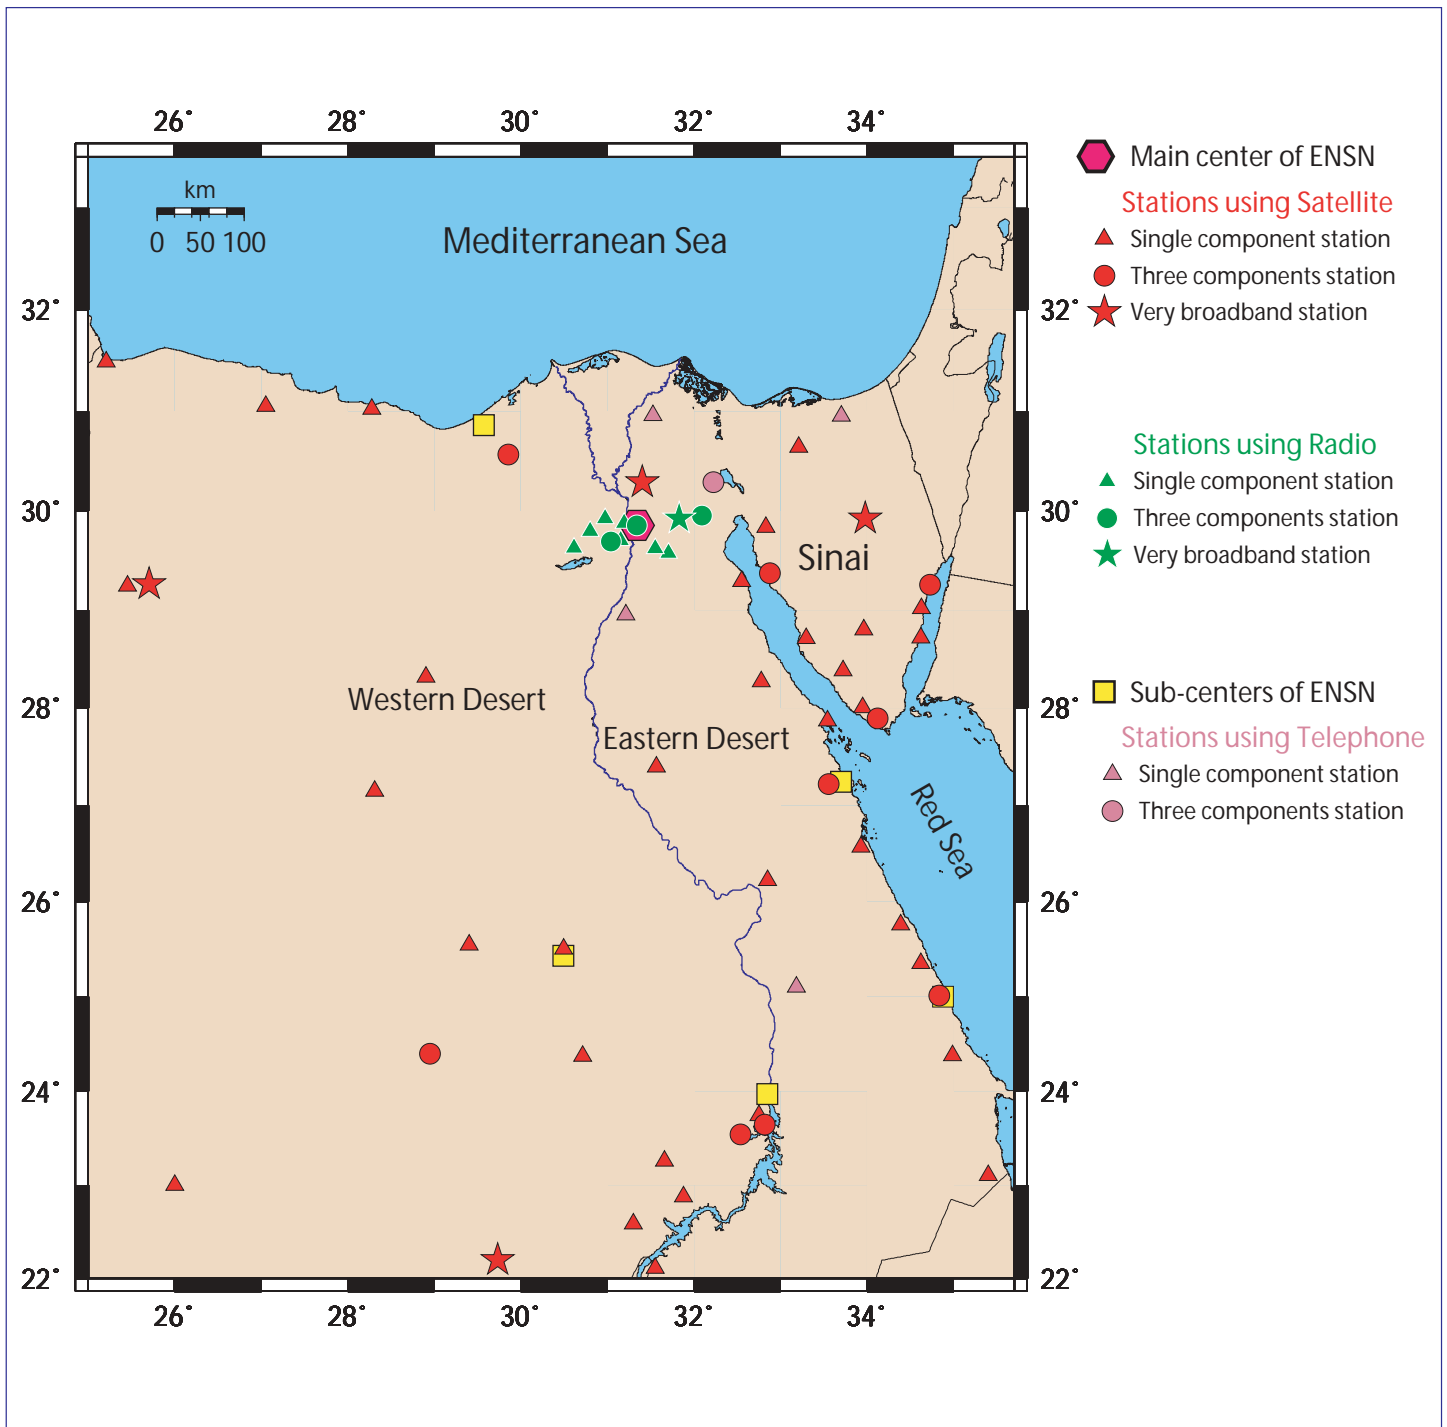 26° 28° 30° 32° 34°
km
0 50 100
Mediterranean Sea
32° 32°
30° 30°
Sinai
Western Desert
28° 28°
Eastern Desert
Red Sea
26° 26°
24° 24°
22° 22°
26° 28° 30° 32° 34°
Main center of ENSN
Stations using Satellite
Single component station
Three components station
Very broadband station
Stations using Radio
Single component station
Three components station
Very broadband station
Sub-centers of ENSN
Stations using Telephone
Single component station
Three components station